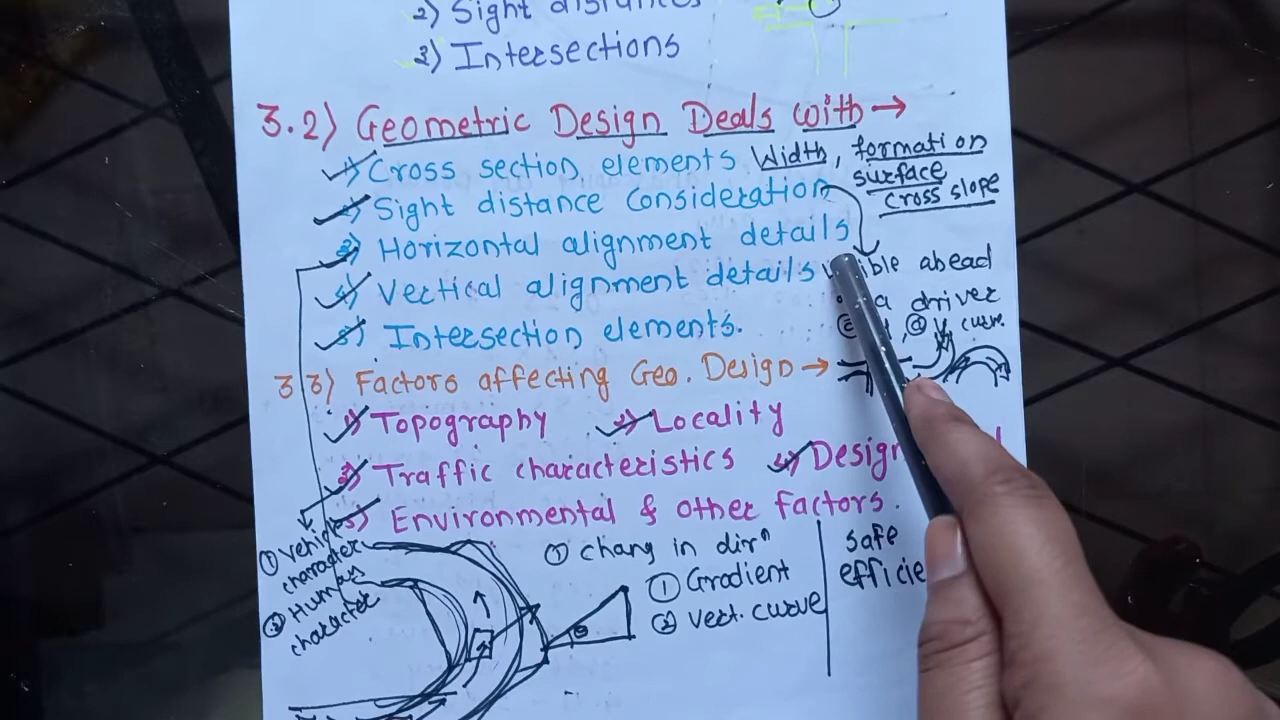 2) Sight distances
3) Intersections
3.2) Geometric Design Deals with →
1) Cross section elements Width, formation
surface
cross slope
2) Sight distance Consideration
3) Horizontal alignment details
4) Vertical alignment details
ahead
a driver
5) Intersection elements.
curve
3.3) Factors affecting Geo. Design →
1) Topography 2) Locality
3) Traffic characteristics 4) Design
5) Environmental & other factors.
① Vehicle
character
② Human
character
① chang in dirⁿ
① Gradient
② Vert. curve
safe
efficie